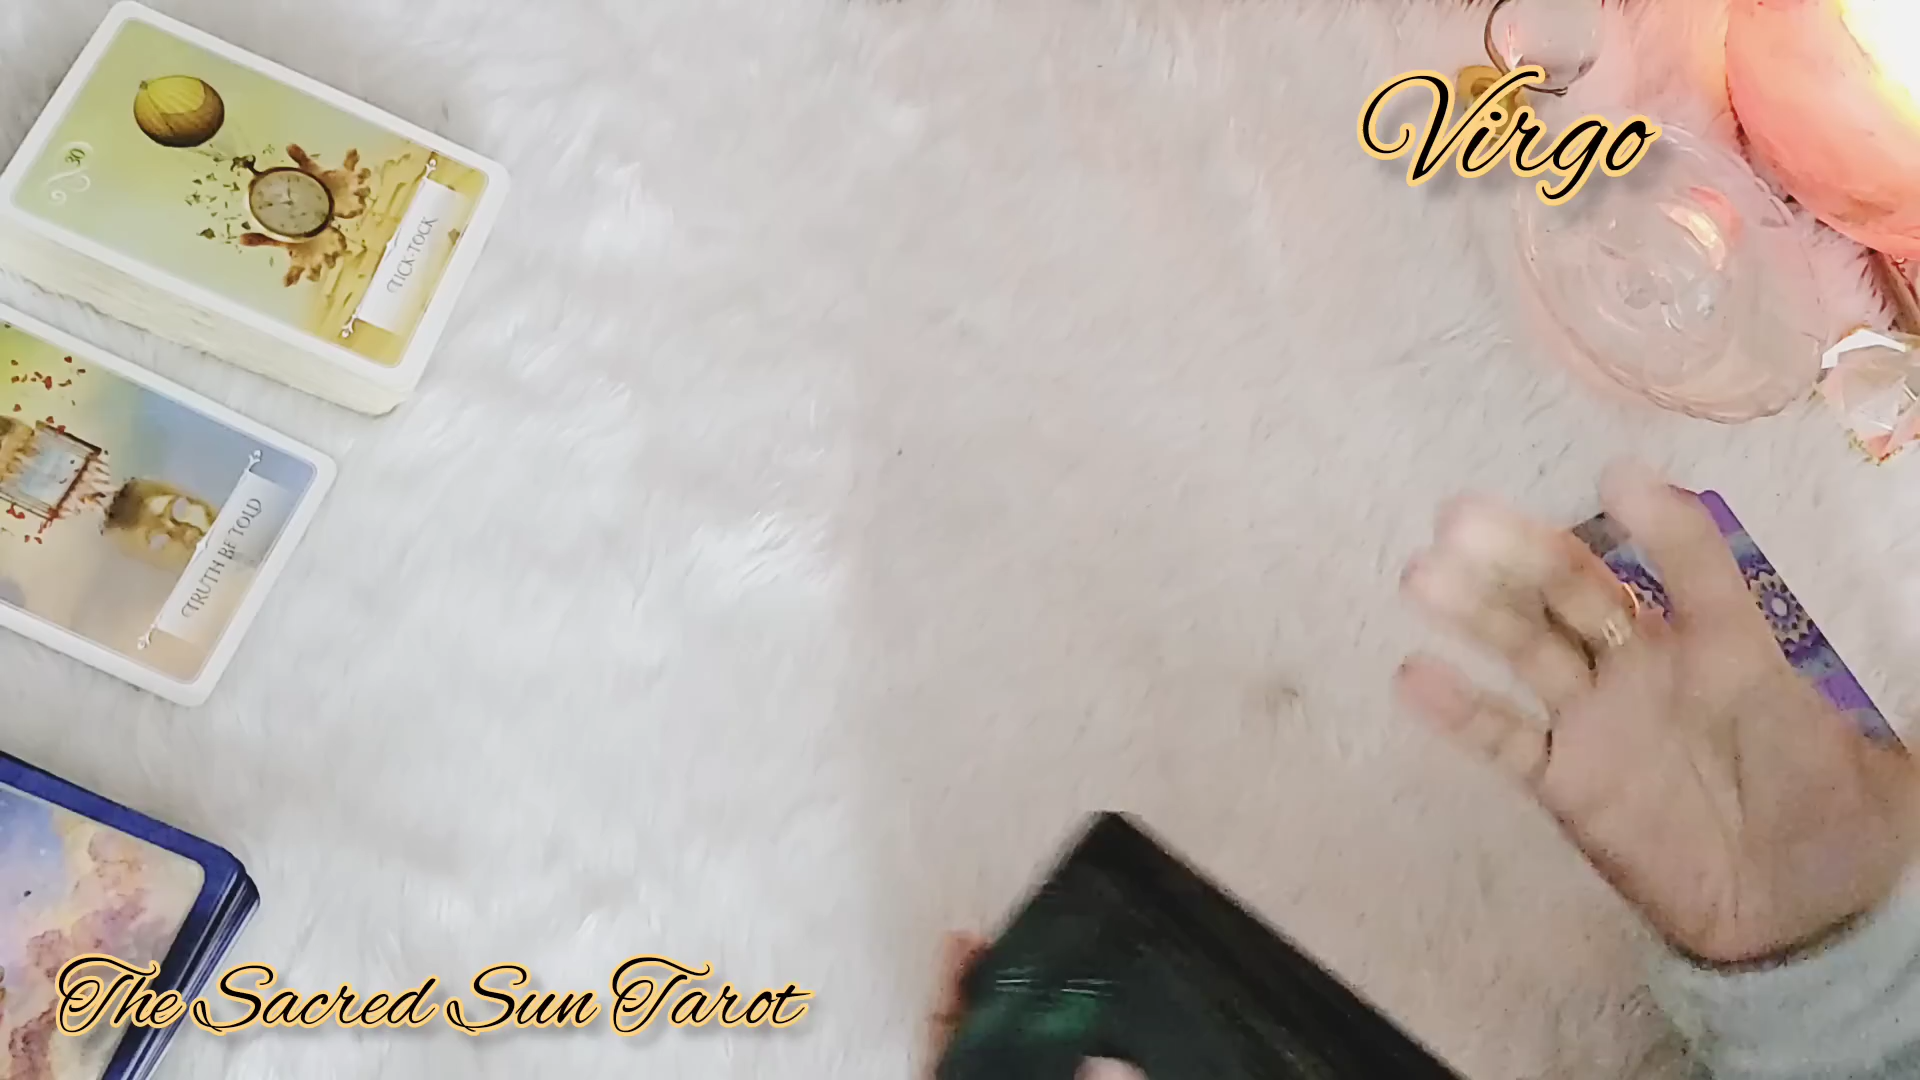 Virgo
30
TICK-TOCK
TRUTH BE TOLD
The Sacred Sun Tarot